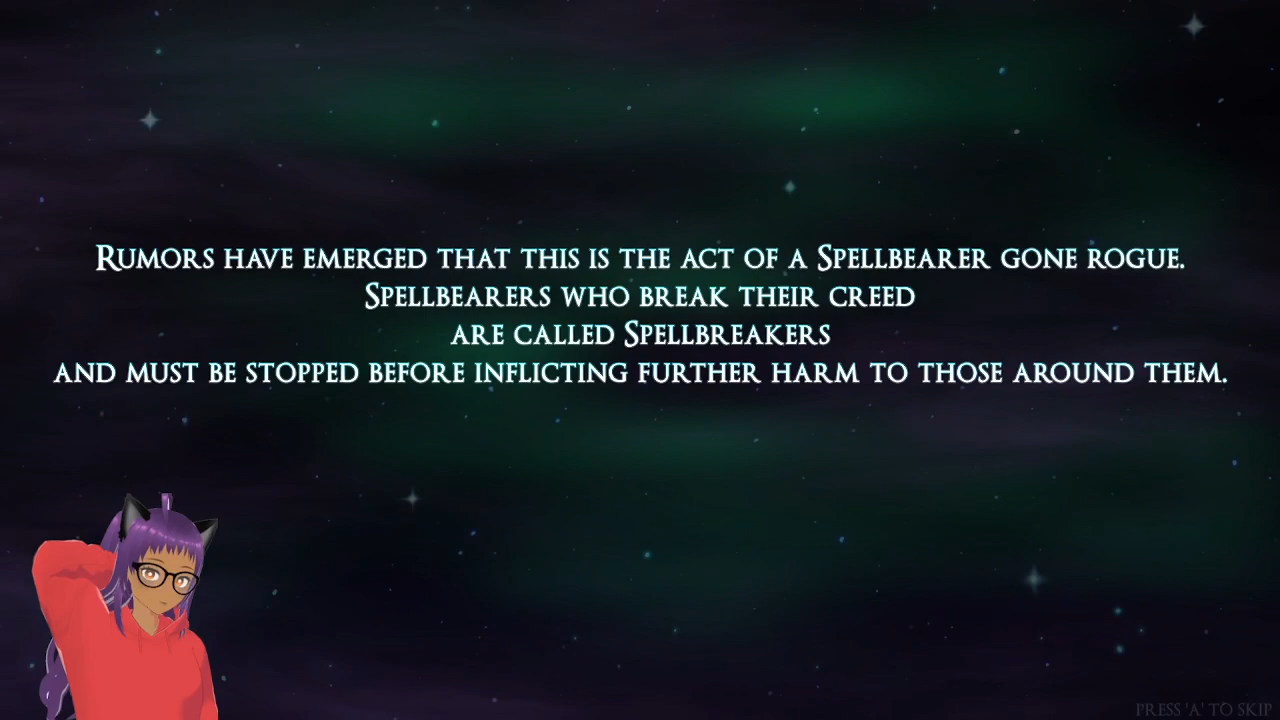 Rumors have emerged that this is the act of a Spellbearer gone rogue.
Spellbearers who break their creed
are called Spellbreakers
and must be stopped before inflicting further harm to those around them.
PRESS 'A' TO SKIP